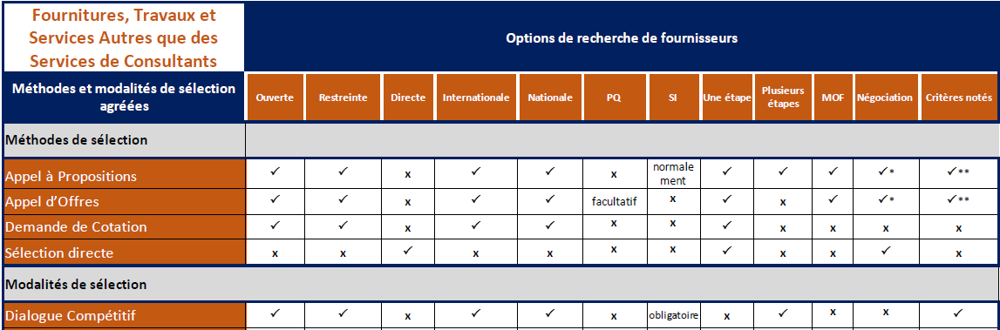 Fournitures, Travaux et
Services Autres que des
Services de Consultants
Options de recherche de fournisseurs
Méthodes et modalités de sélection
agréées
Ouverte Restreinte Directe Internationale Nationale PQ SI Une étape Plusieurs étapes MOF Négociation Critères notés
Méthodes de sélection
Appel à Propositions ✓ ✓ x ✓ ✓ x normale ment ✓ ✓ ✓ ✓* ✓**
Appel d’Offres ✓ ✓ x ✓ ✓ facultatif x ✓ x ✓ ✓* ✓**
Demande de Cotation ✓ ✓ x ✓ ✓ x x ✓ x x x x
Sélection directe x x ✓ x x x x ✓ x x ✓ x
Modalités de sélection
Dialogue Compétitif ✓ ✓ x ✓ ✓ x obligatoire x ✓ x x ✓